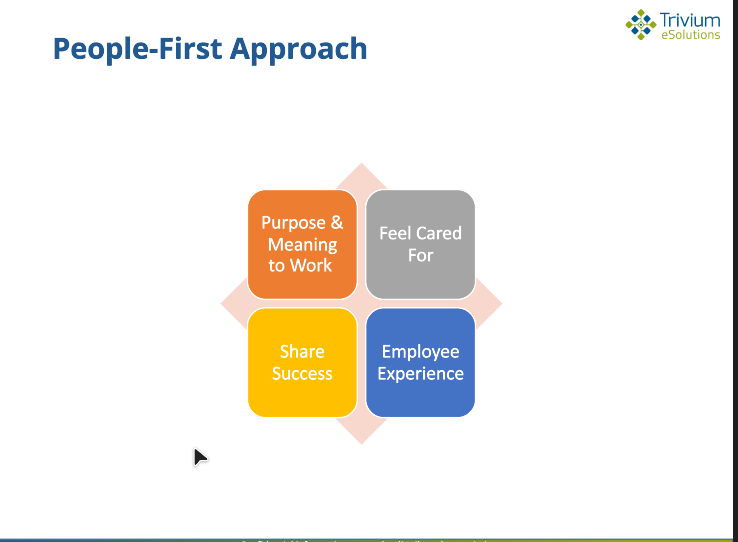 Trivium
eSolutions
People-First Approach
Purpose &
Meaning
to Work
Feel Cared
For
Share
Success
Employee
Experience